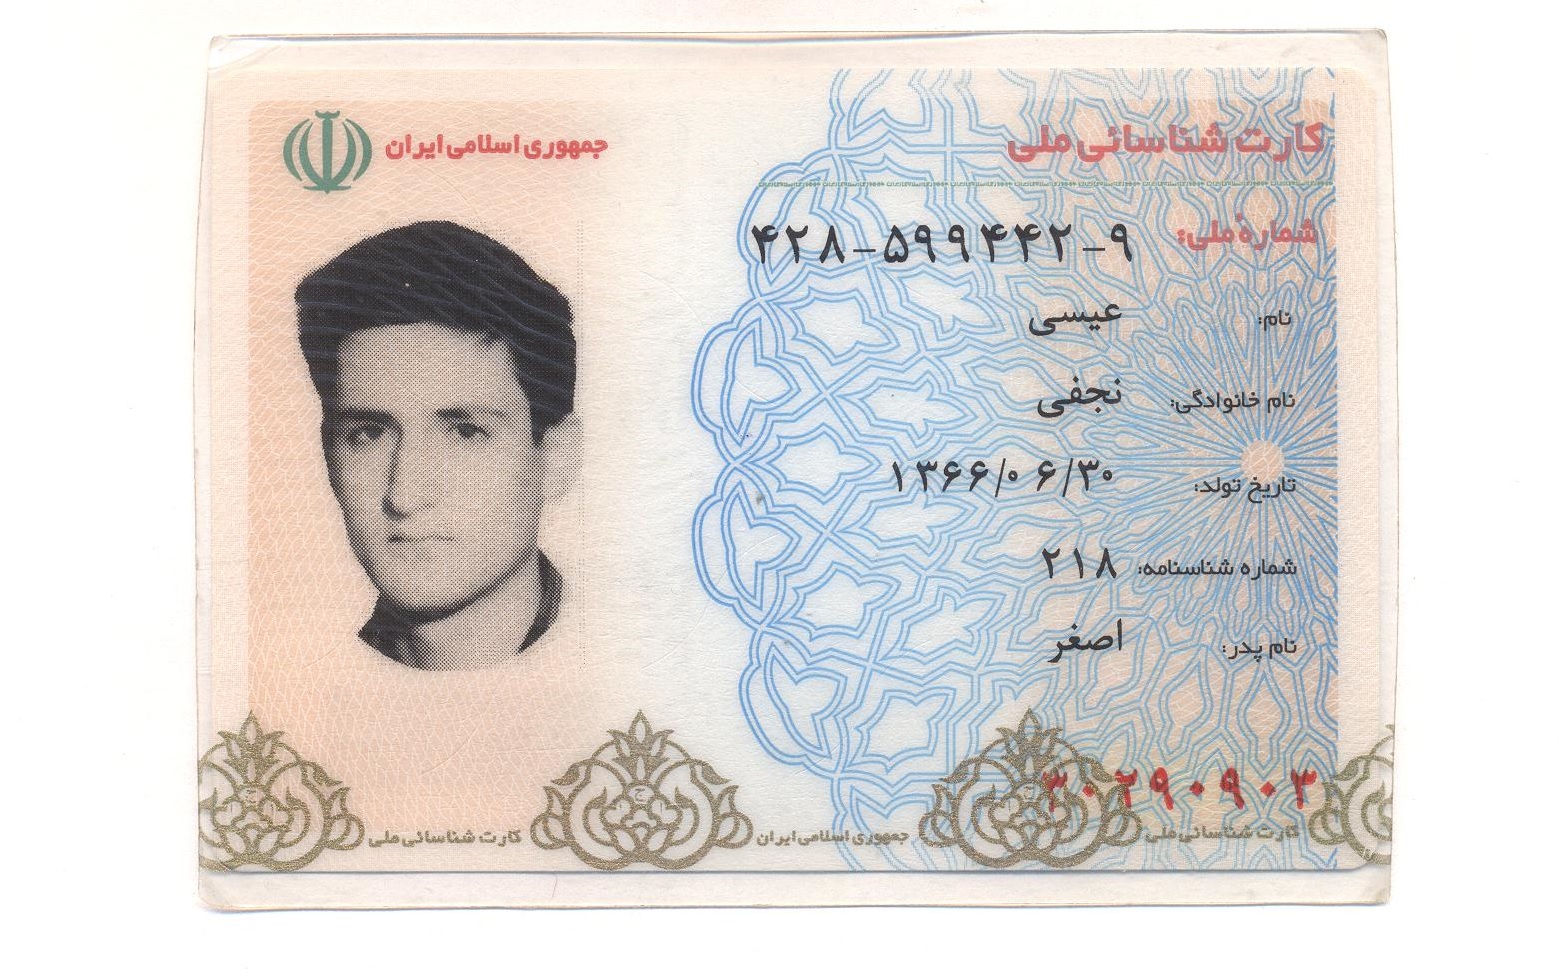 جمهوری اسلامی ایران
کارت شناسائی ملی
شمارهٔ ملی: ۴۲۸-۵۹۹۴۴۲-۹
نام: عیسی
نام خانوادگی: نجفی
تاریخ تولد: ۱۳۶۶/۰۶/۳۰
شماره شناسنامه: ۲۱۸
نام پدر: اصغر
۳۰۲۹۰۹۰۳
کارت شناسائی ملی جمهوری اسلامی ایران کارت شناسائی ملی